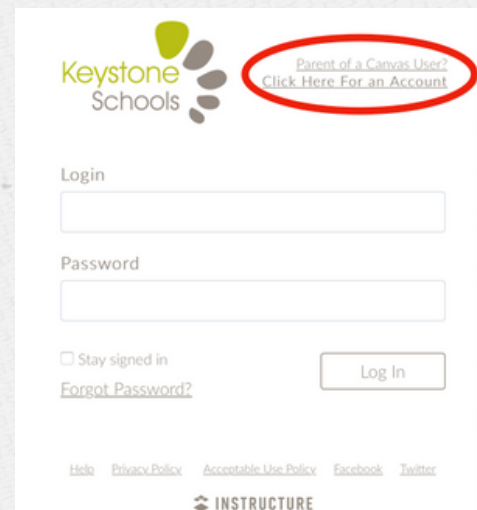 Keystone
Schools
Parent of a Canvas User?
Click Here For an Account
Login
Password
Stay signed in
Forgot Password?
Log In
Help Privacy Policy Acceptable Use Policy Facebook Twitter
INSTRUCTURE